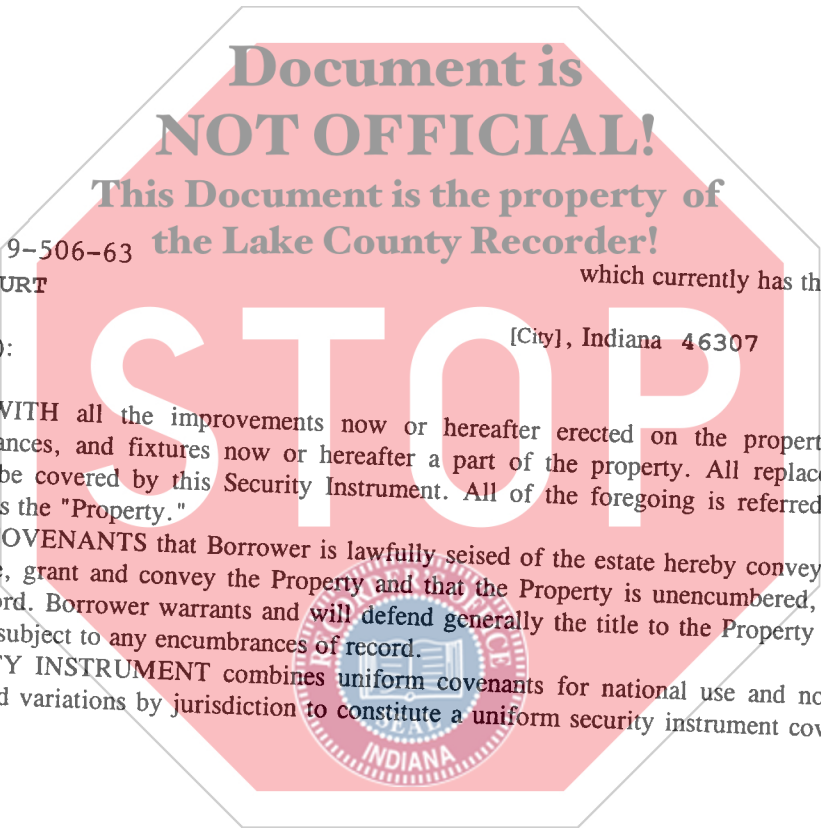 Document is
NOT OFFICIAL!
This Document is the property of
the Lake County Recorder!
9-506-63
URT
which currently has th
):
[City], Indiana 46307
STOP
WITH all the improvements now or hereafter erected on the propert
ances, and fixtures now or hereafter a part of the property. All replac
be covered by this Security Instrument. All of the foregoing is referred
s the "Property."
OVENANTS that Borrower is lawfully seised of the estate hereby convey
e, grant and convey the Property and that the Property is unencumbered,
ord. Borrower warrants and will defend generally the title to the Property
subject to any encumbrances of record.
TY INSTRUMENT combines uniform covenants for national use and no
d variations by jurisdiction to constitute a uniform security instrument cov
RECORDER'S OFFICE
SEAL
INDIANA